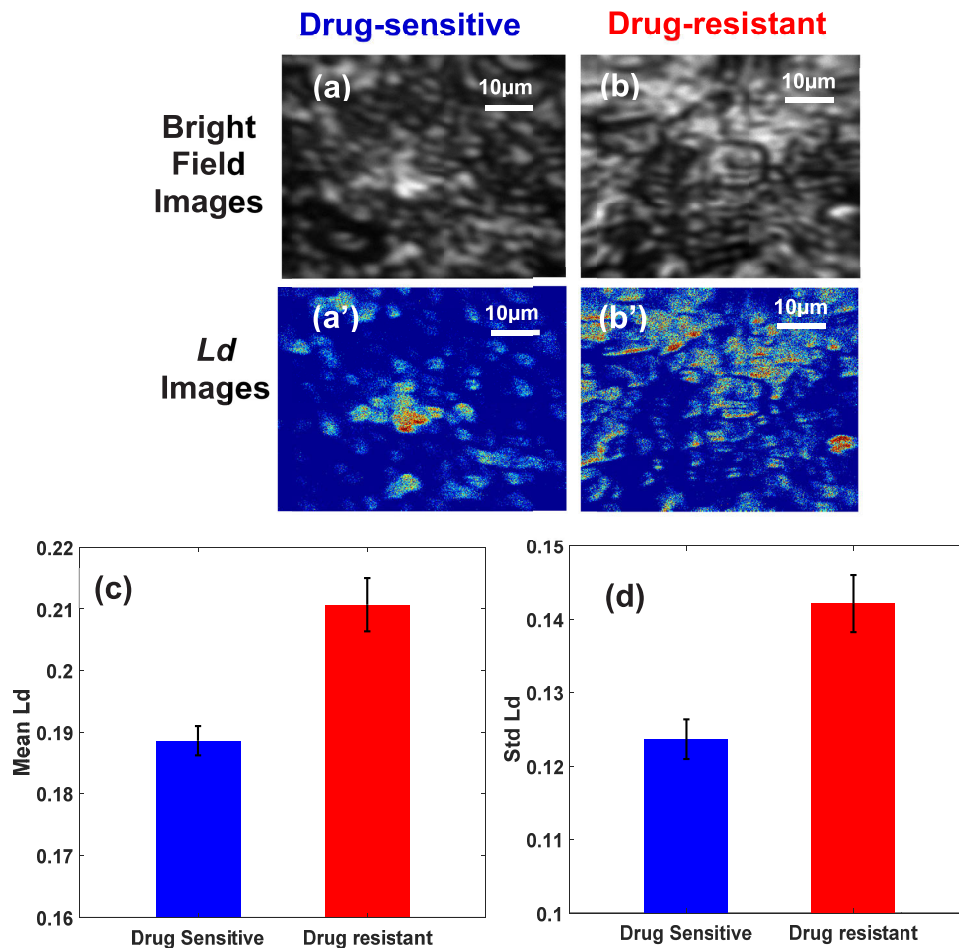 Drug-sensitive
Drug-resistant
Bright
Field
Images
(a)
10μm
(b)
10μm
Ld
Images
(a')
10μm
(b')
10μm
(c)
0.22
0.21
0.2
0.19
0.18
0.17
0.16
Mean Ld
Drug Sensitive
Drug resistant
(d)
0.15
0.14
0.13
0.12
0.11
0.1
Std Ld
Drug Sensitive
Drug resistant